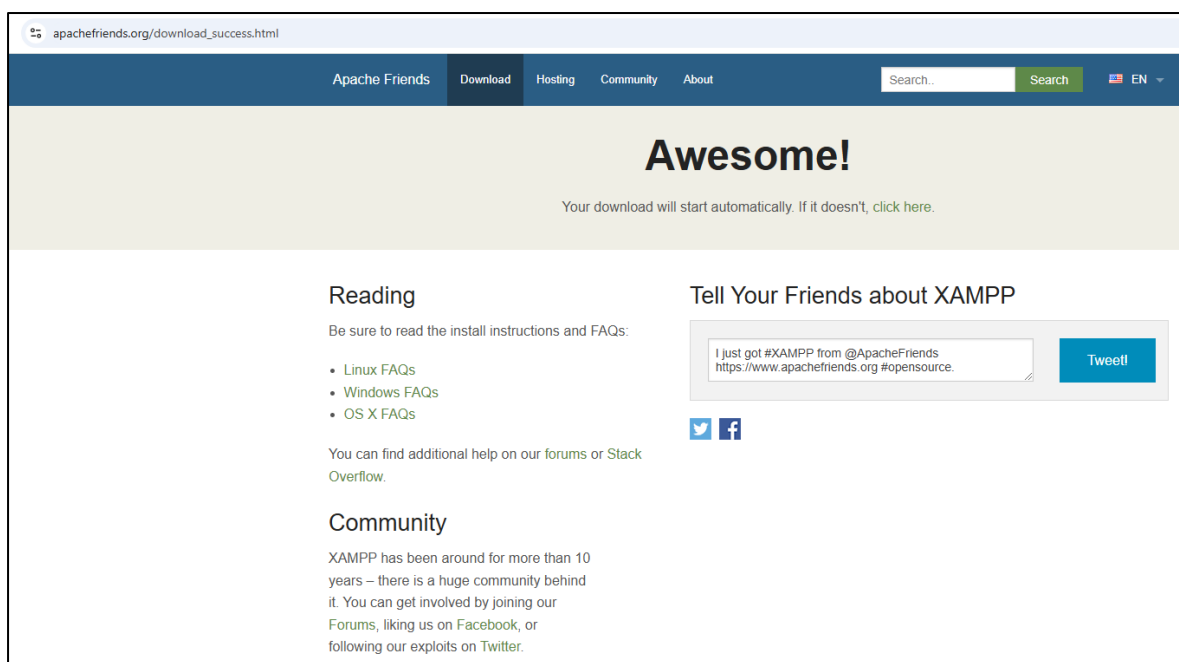 apachefriends.org/download_success.html
Apache Friends Download Hosting Community About Search.. Search EN
Awesome!
Your download will start automatically. If it doesn't, click here.
Reading
Be sure to read the install instructions and FAQs:
• Linux FAQs
• Windows FAQs
• OS X FAQs
You can find additional help on our forums or Stack
Overflow.
Community
XAMPP has been around for more than 10
years – there is a huge community behind
it. You can get involved by joining our
Forums, liking us on Facebook, or
following our exploits on Twitter.
Tell Your Friends about XAMPP
I just got #XAMPP from @ApacheFriends
https://www.apachefriends.org #opensource.
Tweet!